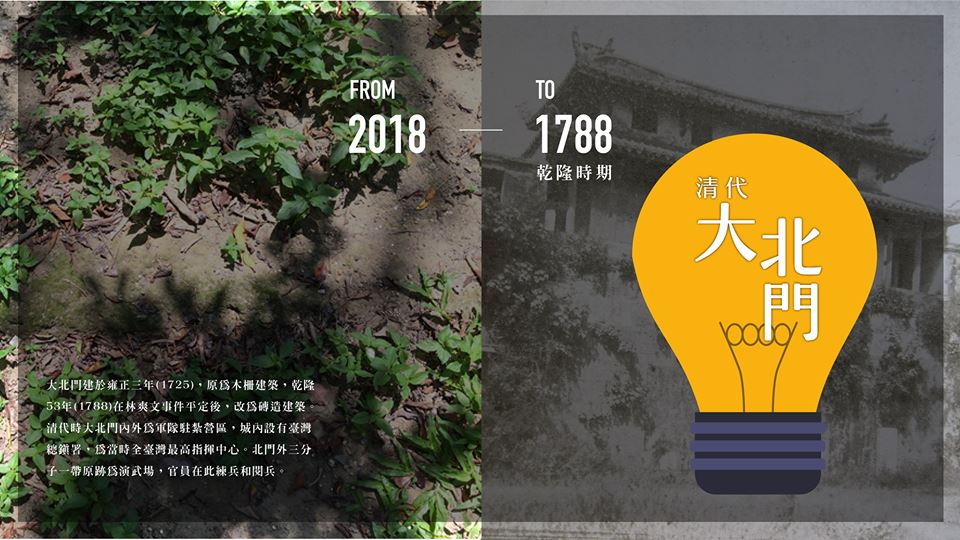 FROM
2018
TO
1788
乾隆時期
清代
大北門
大北門建於雍正三年(1725)，原爲木柵建築，乾隆
53年(1788)在林爽文事件平定後，改爲磚造建築。
清代時大北門內外爲軍隊駐紮營區，城內設有臺灣
總鎮署，爲當時全臺灣最高指揮中心。北門外三分
子一帶原跡爲演武場，官員在此練兵和閱兵。